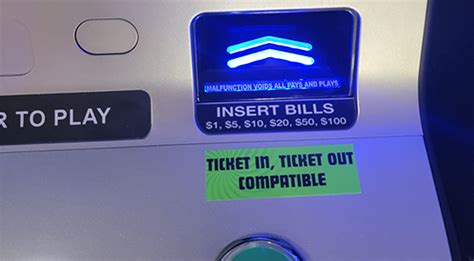 MALFUNCTION VOIDS ALL PAYS AND PLAYS
INSERT BILLS
$1, $5, $10, $20, $50, $100
R TO PLAY
TICKET IN, TICKET OUT
COMPATIBLE